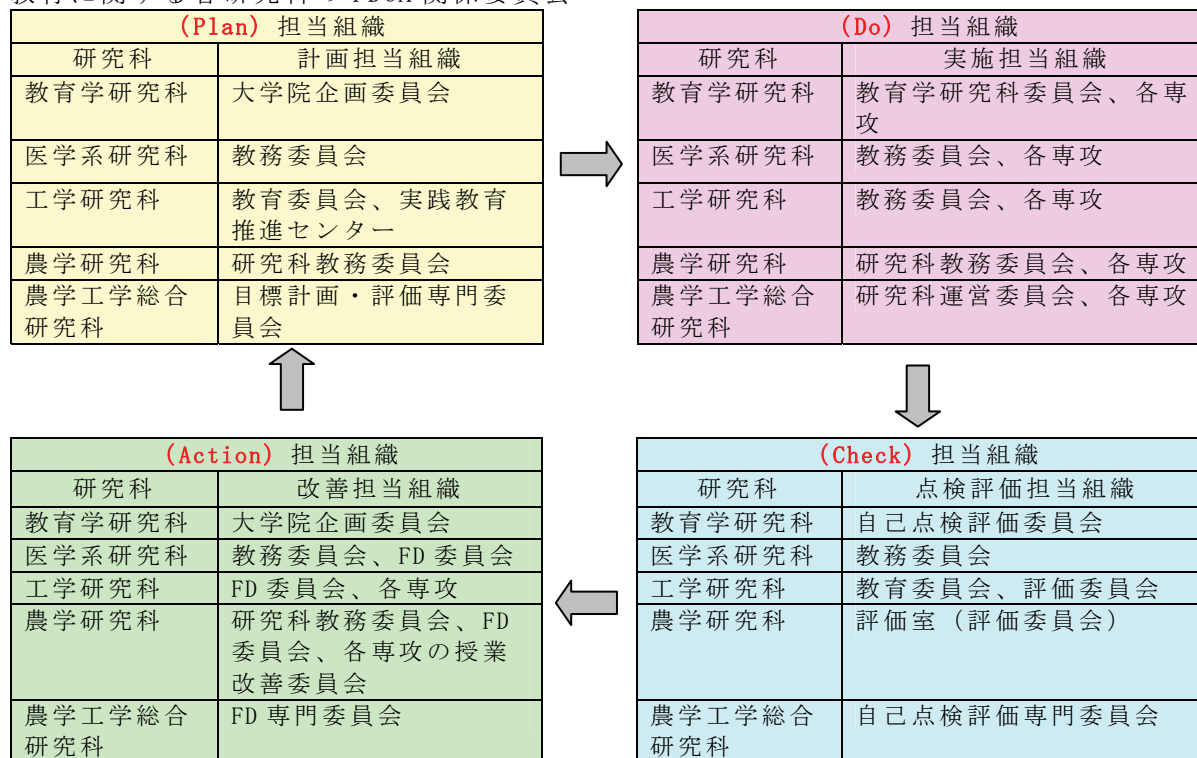 教育に関する各研究科の PDCA 関係委員会
(Plan) 担当組織
研究科 計画担当組織
教育学研究科 大学院企画委員会
医学系研究科 教務委員会
工学研究科 教育委員会、実践教育
推進センター
農学研究科 研究科教務委員会
農学工学総合 目標計画・評価専門委
研究科 員会
(Do) 担当組織
研究科 実施担当組織
教育学研究科 教育学研究科委員会、各専
攻
医学系研究科 教務委員会、各専攻
工学研究科 教務委員会、各専攻
農学研究科 研究科教務委員会、各専攻
農学工学総合 研究科運営委員会、各専攻
研究科
(Action) 担当組織
研究科 改善担当組織
教育学研究科 大学院企画委員会
医学系研究科 教務委員会、FD 委員会
工学研究科 FD 委員会、各専攻
農学研究科 研究科教務委員会、FD
委員会、各専攻の授業
改善委員会
農学工学総合 FD 専門委員会
研究科
(Check) 担当組織
研究科 点検評価担当組織
教育学研究科 自己点検評価委員会
医学系研究科 教務委員会
工学研究科 教育委員会、評価委員会
農学研究科 評価室（評価委員会）
農学工学総合 自己点検評価専門委員会
研究科